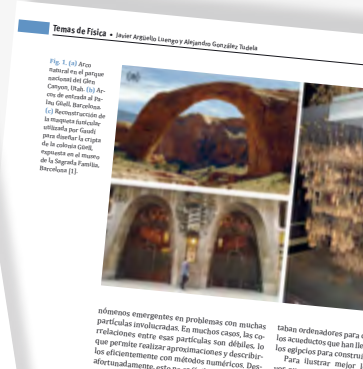 Temas de Física • Javier Argüello Luengo y Alejandro González Tudela
Fig. 1. (a) Arco
natural en el parque
nacional del Glen
Canyon, Utah. (b) Ar-
cos de entrada al Pa-
lau Güell, Barcelona.
(c) Reconstrucción de
la maqueta funicular
utilizada por Gaudí
para diseñar la cripta
de la colonia Güell,
expuesta en el museo
de la Sagrada Familia,
Barcelona [1].
(a)
nómenos emergentes en problemas con muchas
partículas involucradas. En muchos casos, las co-
rrelaciones entre esas partículas son débiles, lo
que permite realizar aproximaciones y describir-
los eficientemente con métodos numéricos. Des-
afortunadamente, esto no
taban ordenadores para
los acueductos que han lle
los egipcios para construi
Para ilustrar mejor